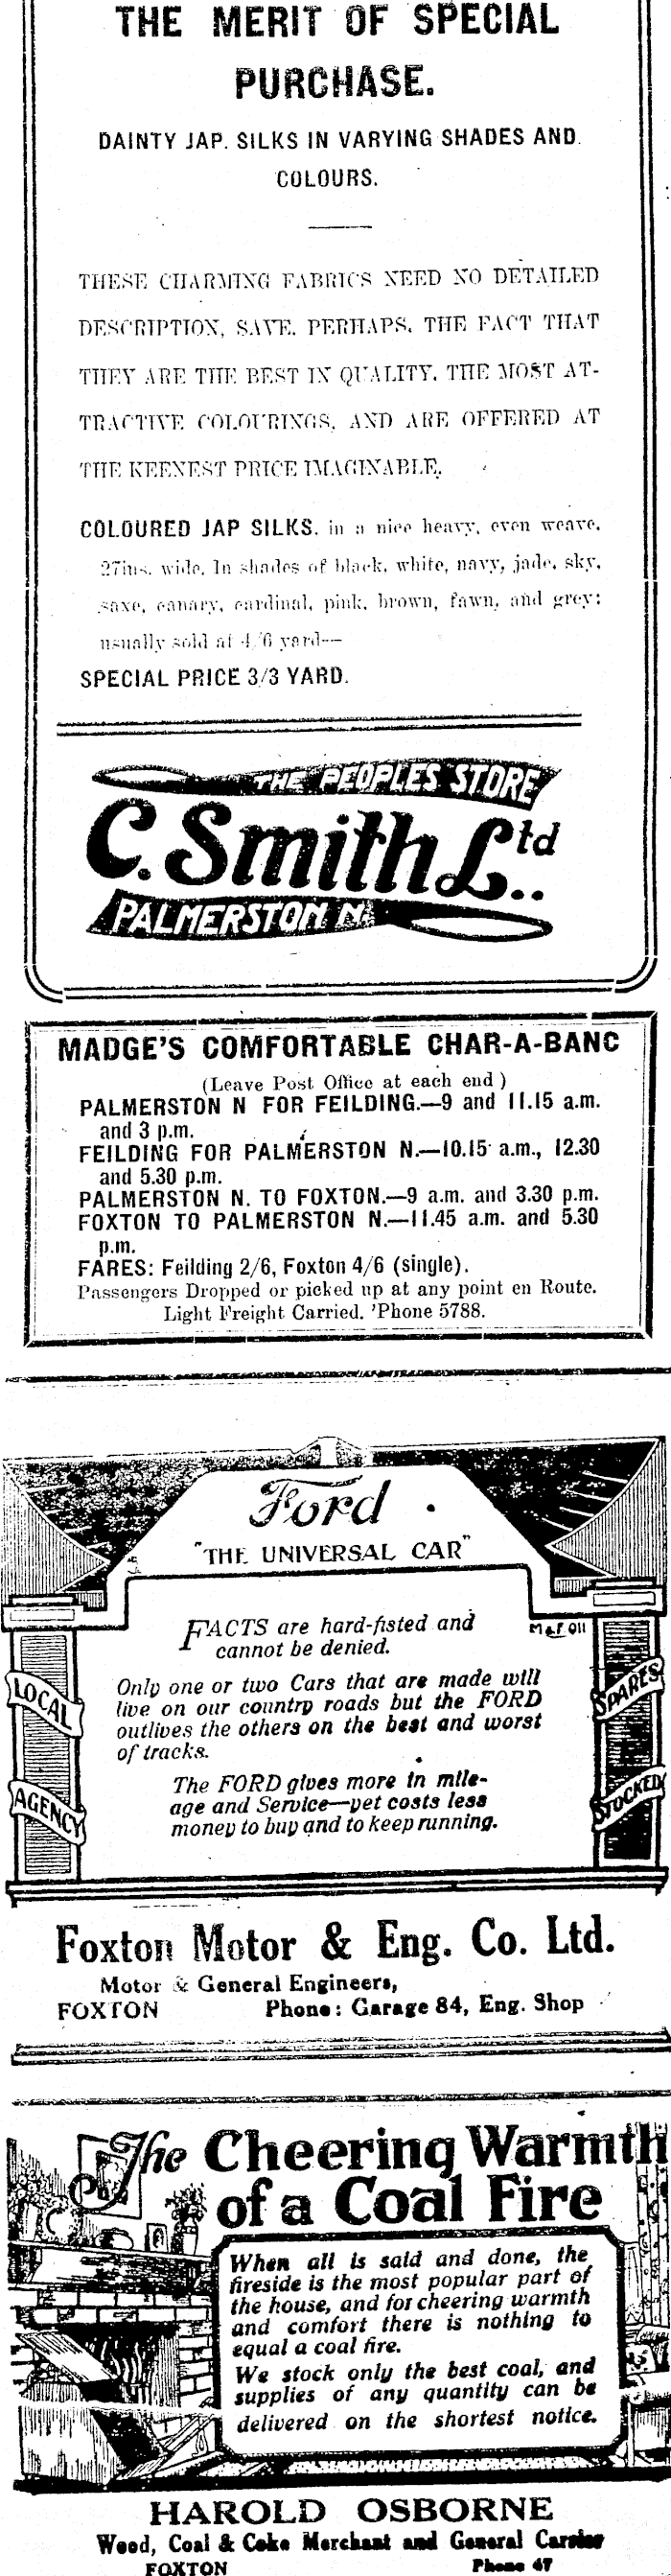 THE MERIT OF SPECIAL
PURCHASE.
DAINTY JAP. SILKS IN VARYING SHADES AND
COLOURS.
THESE CHARMING FABRICS NEED NO DETAILED
DESCRIPTION, SAVE, PERHAPS, THE FACT THAT
THEY ARE THE BEST IN QUALITY, THE MOST AT-
TRACTIVE COLOURINGS, AND ARE OFFERED AT
THE KEENEST PRICE IMAGINABLE.
COLOURED JAP SILKS, in a nice heavy, even weave,
27ins. wide. In shades of black, white, navy, jade, sky,
saxe, canary, cardinal, pink, brown, fawn, and grey;
usually sold at 4/6 yard—
SPECIAL PRICE 3/3 YARD.
THE PEOPLES STORE
C. Smith Ltd..
PALMERSTON N.
MADGE'S COMFORTABLE CHAR-A-BANC
(Leave Post Office at each end)
PALMERSTON N FOR FEILDING.—9 and 11.15 a.m.
and 3 p.m.
FEILDING FOR PALMERSTON N.—10.15 a.m., 12.30
and 5.30 p.m.
PALMERSTON N. TO FOXTON.—9 a.m. and 3.30 p.m.
FOXTON TO PALMERSTON N.—11.45 a.m. and 5.30
p.m.
FARES: Feilding 2/6, Foxton 4/6 (single).
Passengers Dropped or picked up at any point en Route.
Light Freight Carried. 'Phone 5788.
Ford
"THE UNIVERSAL CAR"
FACTS are hard-fisted and
cannot be denied.
Only one or two Cars that are made will
live on our country roads but the FORD
outlives the others on the best and worst
of tracks.
The FORD gives more in mile-
age and Service—yet costs less
money to buy and to keep running.
LOCAL
AGENCY
SPARES
STOCKED
Foxton Motor & Eng. Co. Ltd.
Motor & General Engineers,
FOXTON Phone: Garage 84, Eng. Shop
The Cheering Warmth
of a Coal Fire
When all is said and done, the
fireside is the most popular part of
the house, and for cheering warmth
and comfort there is nothing to
equal a coal fire.
We stock only the best coal, and
supplies of any quantity can be
delivered on the shortest notice.
HAROLD OSBORNE
Wood, Coal & Coke Merchant and General Carrier
FOXTON Phone 47